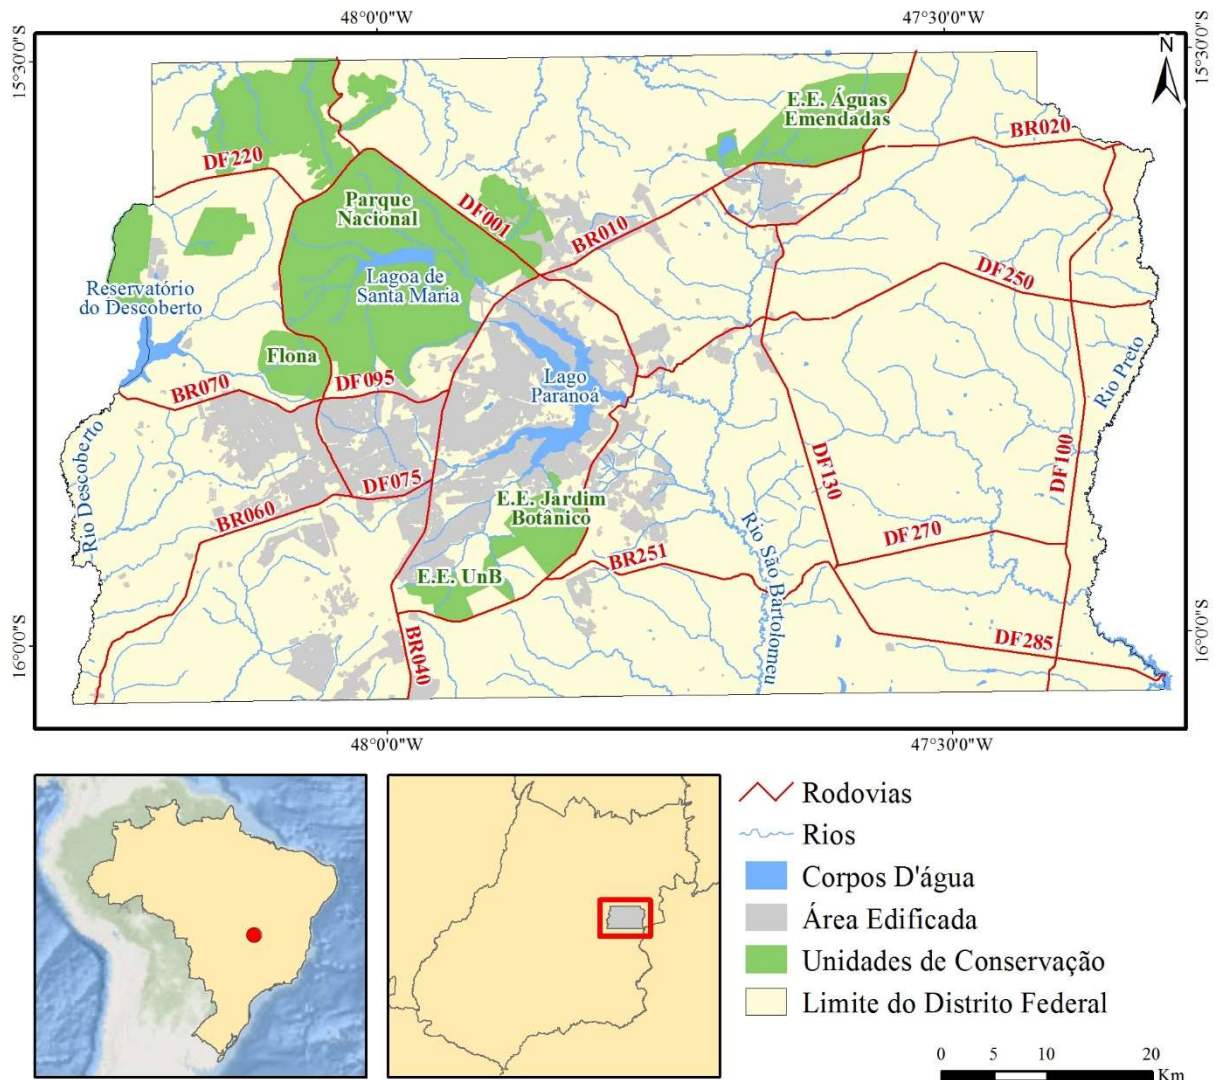 48°0'0"W
47°30'0"W
15°30'0"S
15°30'0"S
N
E.E. Águas
Emendadas
BR020
DF220
Parque
Nacional
DF001
BR010
Lagoa de
Santa Maria
DF250
Reservatório
do Descoberto
Flona
BR070
DF095
Lago
Paranoá
Rio Preto
Rio Descoberto
DF075
BR060
E.E. Jardim
Botânico
DF130
DF100
Rio São Bartolomeu
DF270
BR251
E.E. UnB
BR040
DF285
16°0'0"S
16°0'0"S
48°0'0"W
47°30'0"W
Rodovias
Rios
Corpos D'água
Área Edificada
Unidades de Conservação
Limite do Distrito Federal
0 5 10 20
Km